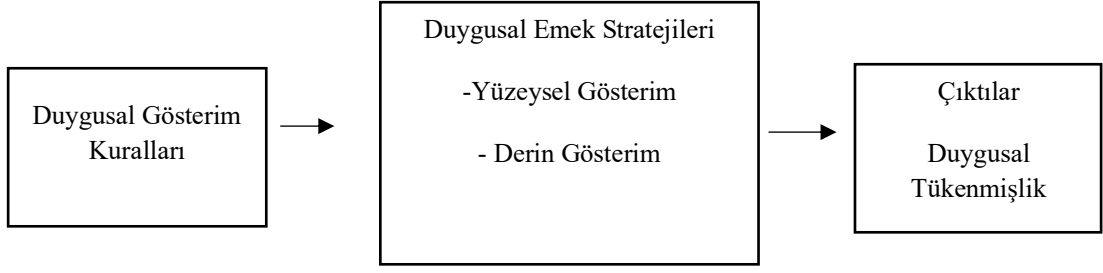 Duygusal Gösterim
Kuralları
Duygusal Emek Stratejileri
-Yüzeysel Gösterim
- Derin Gösterim
Çıktılar
Duygusal
Tükenmişlik